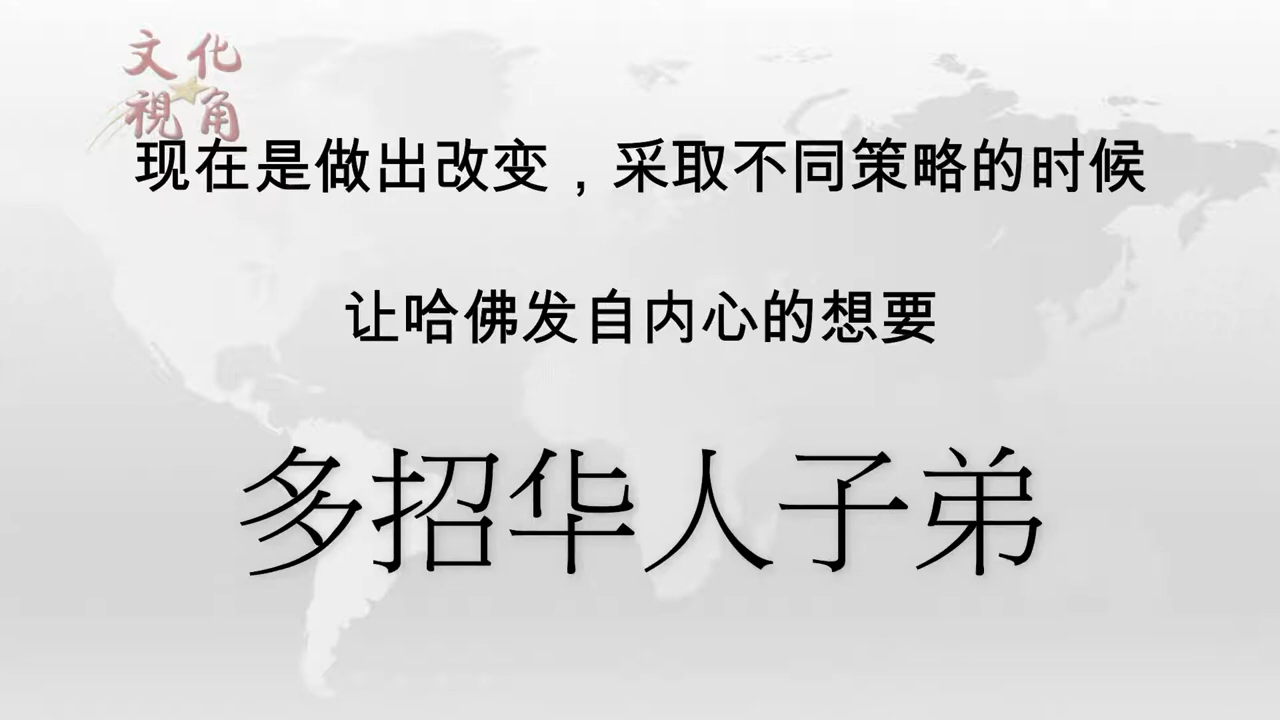 文化
視角
现在是做出改变，采取不同策略的时候
让哈佛发自内心的想要
多招华人子弟